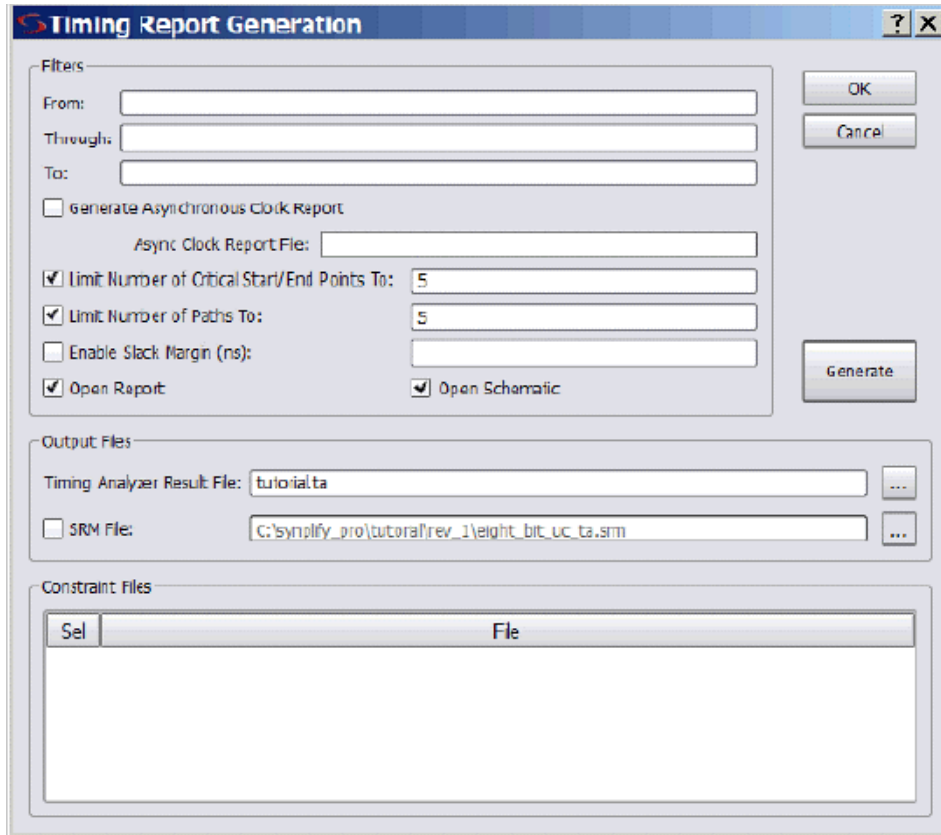 Timing Report Generation
Filters
From:
Through:
To:
OK
Cancel
Generate Asynchronous Clock Report
Async Clock Report File:
Limit Number of Critical Start/End Points To: 5
Limit Number of Paths To: 5
Enable Slack Margin (ns):
Generate
Open Report Open Schematic
Output Files
Timing Analyzer Result File: tutorial.ta ...
SRM File: C:\synplify_pro\tutorial\rev_1\eight_bit_uc_ta.srm ...
Constraint Files
Sel File